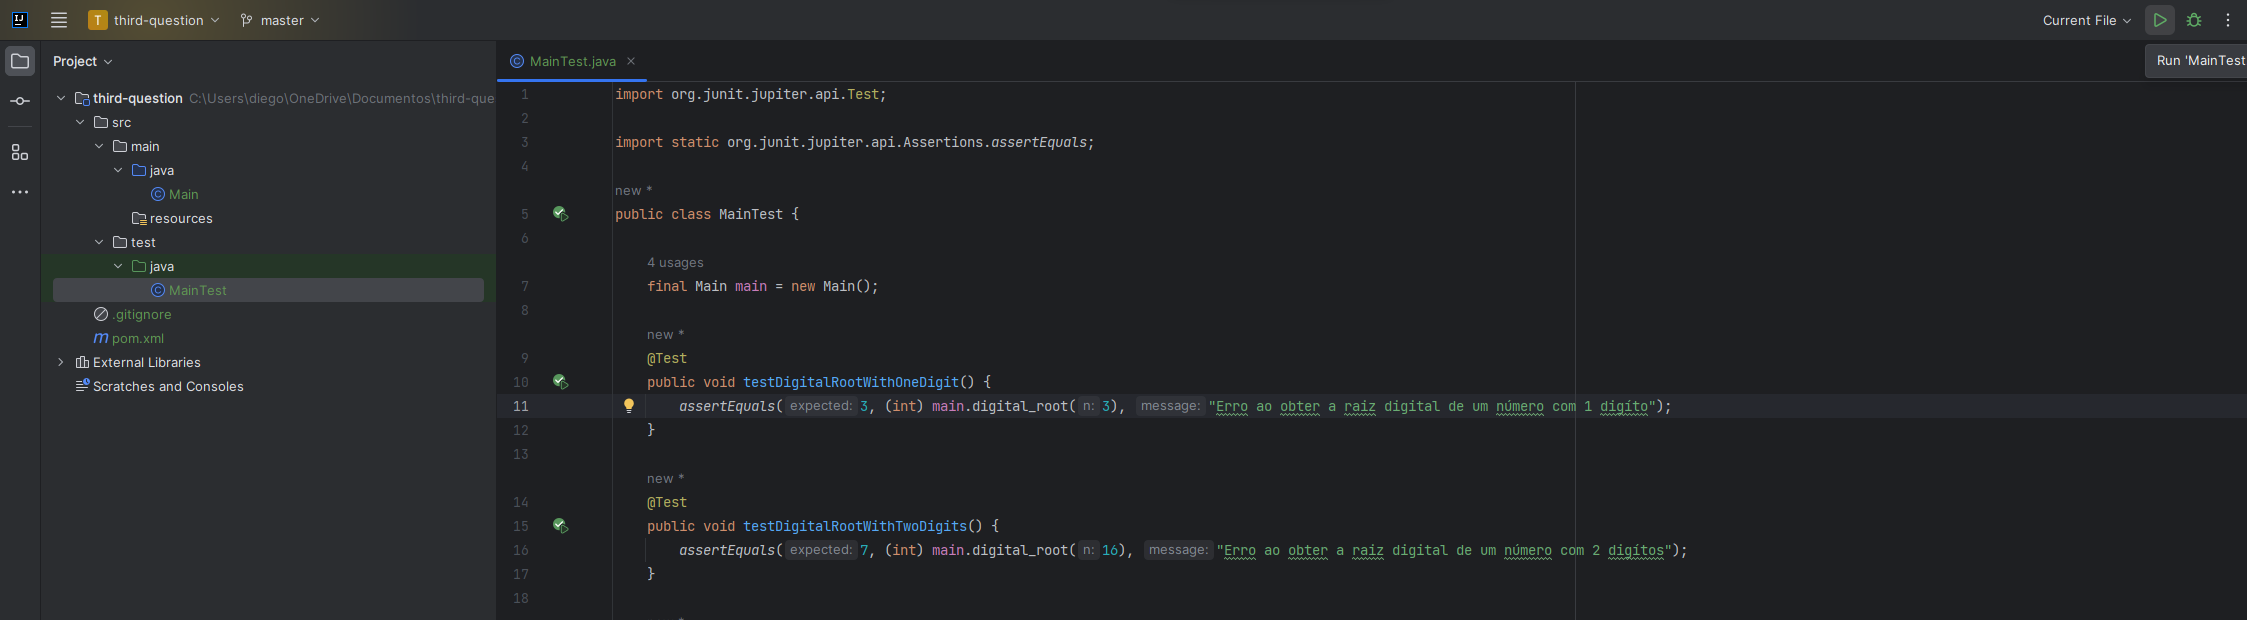 IJ
T third-question
master
Current File
Run 'MainTest
Project
third-question C:\Users\diego\OneDrive\Documentos\third-que
src
main
java
Main
resources
test
java
MainTest
.gitignore
m pom.xml
External Libraries
Scratches and Consoles
MainTest.java
1 import org.junit.jupiter.api.Test;
2
3 import static org.junit.jupiter.api.Assertions.assertEquals;
4
new *
5 public class MainTest {
6
4 usages
7 final Main main = new Main();
8
new *
9 @Test
10 public void testDigitalRootWithOneDigit() {
11 assertEquals( expected: 3, (int) main.digital_root( n: 3), message: "Erro ao obter a raiz digital de um número com 1 digito");
12 }
13
new *
14 @Test
15 public void testDigitalRootWithTwoDigits() {
16 assertEquals( expected: 7, (int) main.digital_root( n: 16), message: "Erro ao obter a raiz digital de um número com 2 digitos");
17 }
18